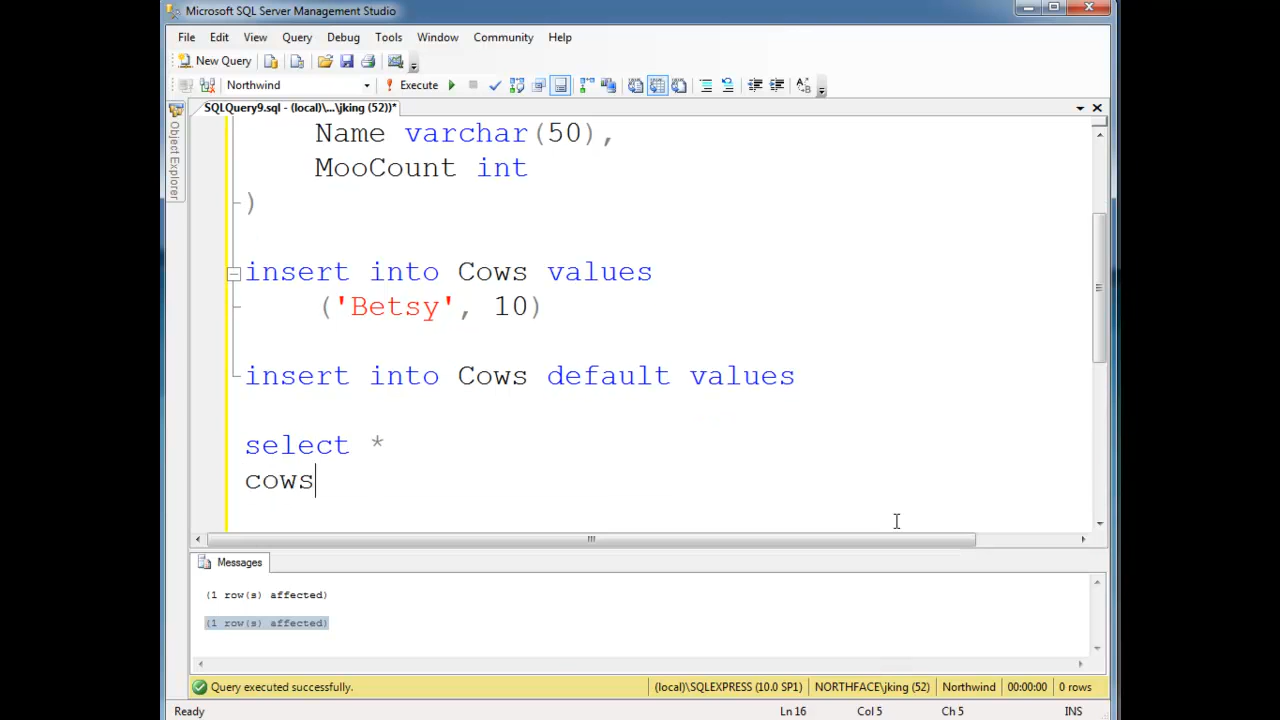 Microsoft SQL Server Management Studio
File Edit View Query Debug Tools Window Community Help
New Query
Northwind Execute
SQLQuery9.sql - (local)\...\jking (52))*
Object Explorer
Name varchar(50),
MooCount int
)
insert into Cows values
('Betsy', 10)
insert into Cows default values
select *
cows
Messages
(1 row(s) affected)
(1 row(s) affected)
Query executed successfully. (local)\SQLEXPRESS (10.0 SP1) NORTHFACE\jking (52) Northwind 00:00:00 0 rows
Ready Ln 16 Col 5 Ch 5 INS